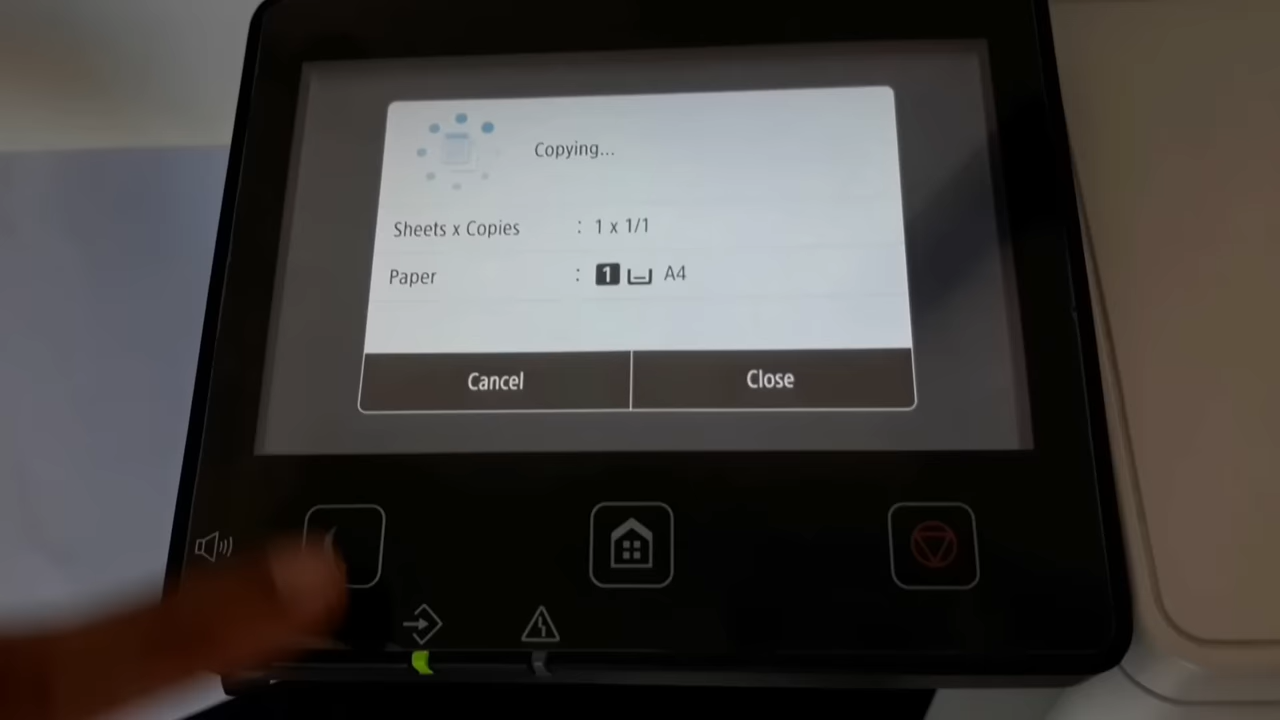 Copying...
Sheets x Copies : 1 x 1/1
Paper : 1 A4
Cancel Close